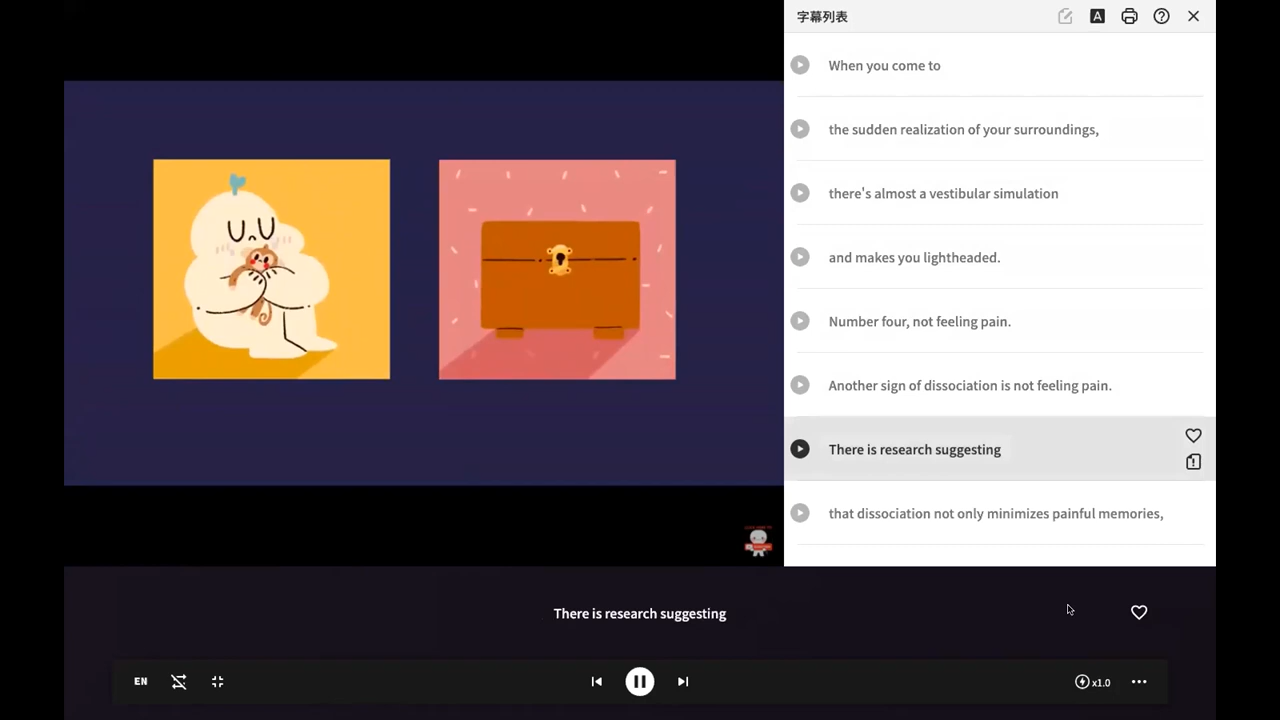 字幕列表
A
When you come to
the sudden realization of your surroundings,
there's almost a vestibular simulation
and makes you lightheaded.
Number four, not feeling pain.
Another sign of dissociation is not feeling pain.
There is research suggesting
that dissociation not only minimizes painful memories,
There is research suggesting
EN
x1.0